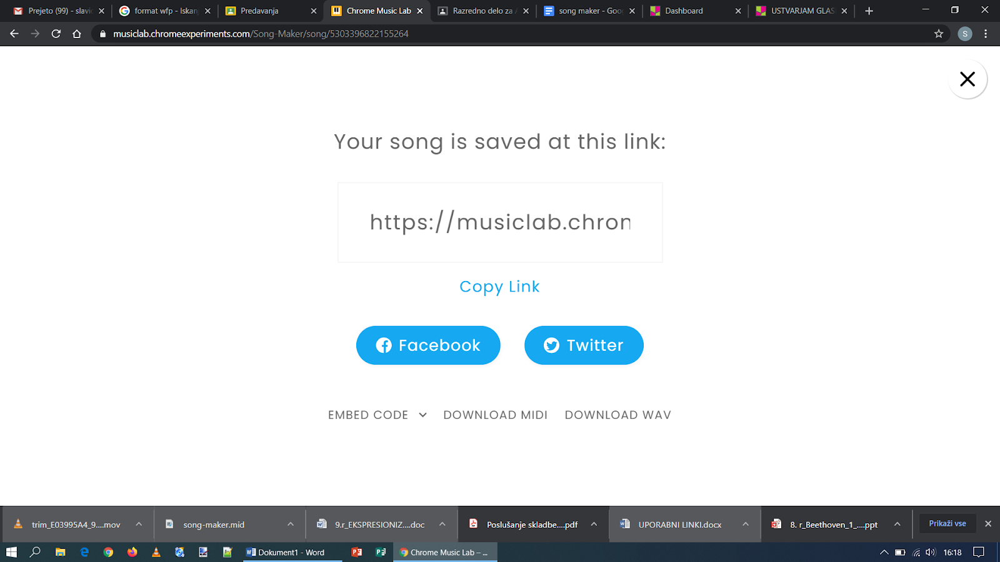 Prejeto (99) - slavi
format wfp - Iskan
Predavanja
Chrome Music Lab
Razredno delo za
song maker - Goo
Dashboard
USTVARJAM GLAS
musiclab.chromeexperiments.com/Song-Maker/song/5303396822155264
S
Your song is saved at this link:
https://musiclab.chrom
Copy Link
Facebook
Twitter
EMBED CODE
DOWNLOAD MIDI
DOWNLOAD WAV
trim_E03995A4_9....mov
song-maker.mid
9.r_EKSPRESIONIZ....doc
Poslušanje skladbe....pdf
UPORABNI LINKI.docx
8. r_Beethoven_1_....ppt
Prikaži vse
Dokument1 - Word
Chrome Music Lab – ...
16:18